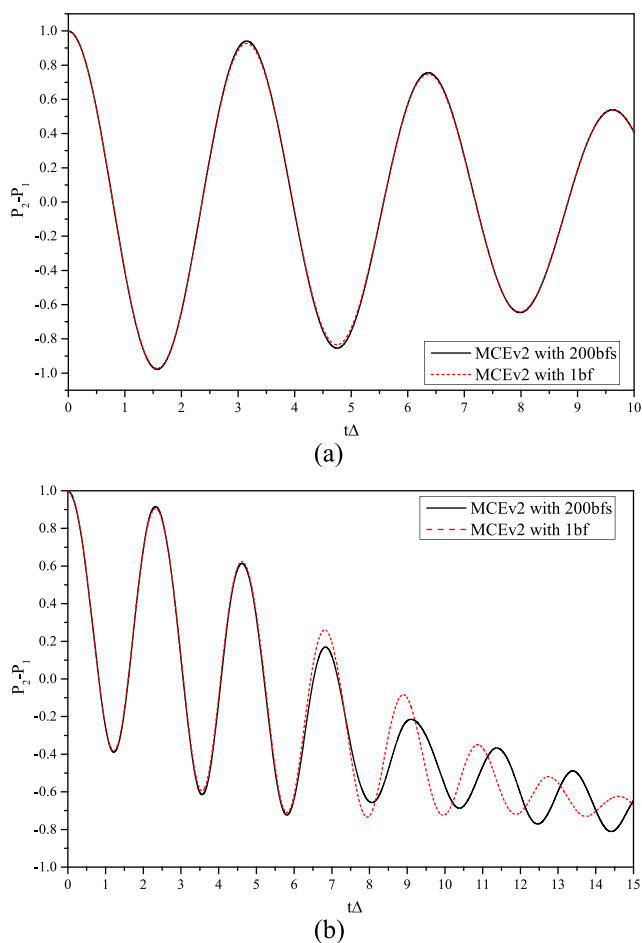 1.0
0.8
0.6
0.4
0.2
0.0
-0.2
-0.4
-0.6
-0.8
-1.0
P2-P1
MCEv2 with 200bfs
MCEv2 with 1bf
0 1 2 3 4 5 6 7 8 9 10
tΔ
(a)
1.0
0.8
0.6
0.4
0.2
0.0
-0.2
-0.4
-0.6
-0.8
-1.0
P2-P1
MCEv2 with 200bfs
MCEv2 with 1bf
0 1 2 3 4 5 6 7 8 9 10 11 12 13 14 15
tΔ
(b)